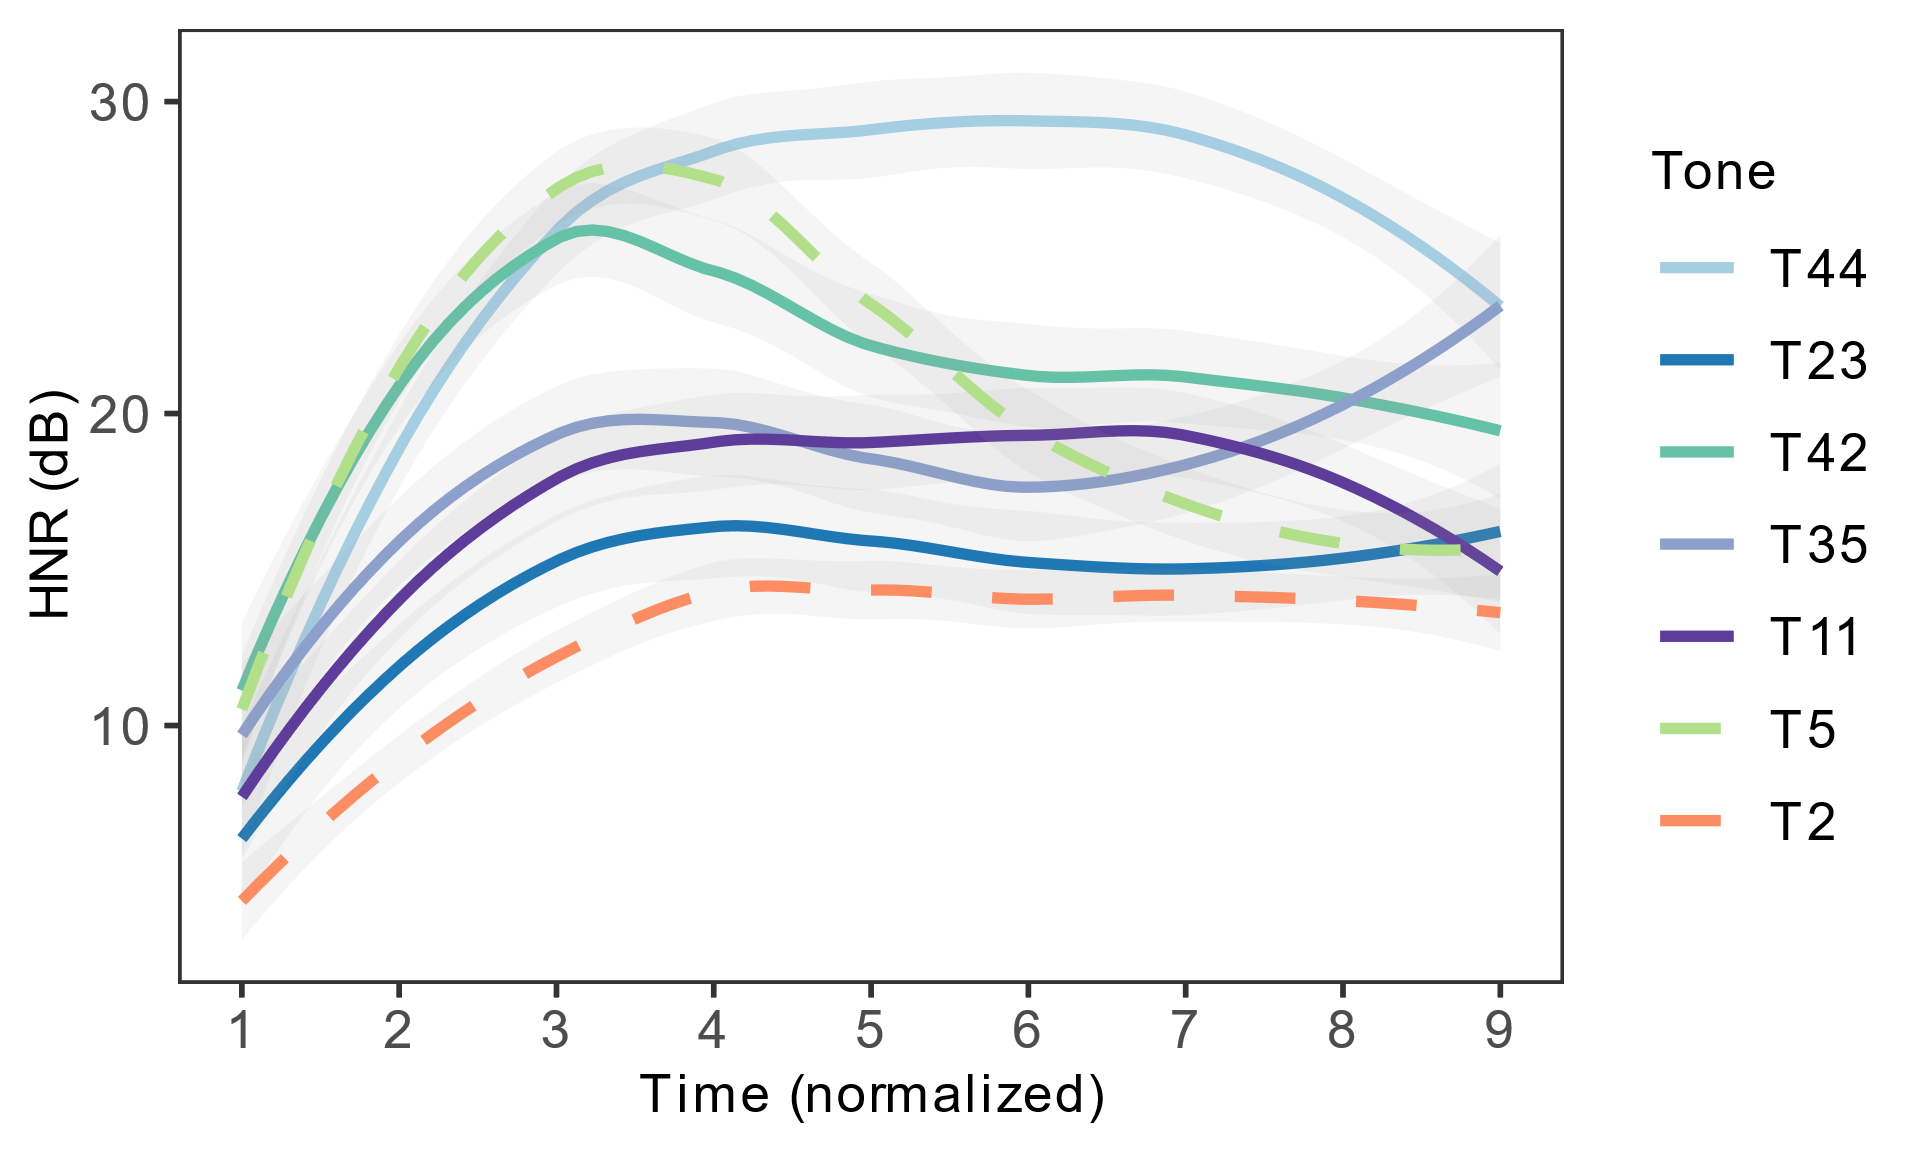 30
20
10
HNR (dB)
1 2 3 4 5 6 7 8 9
Time (normalized)
Tone
T44
T23
T42
T35
T11
T5
T2